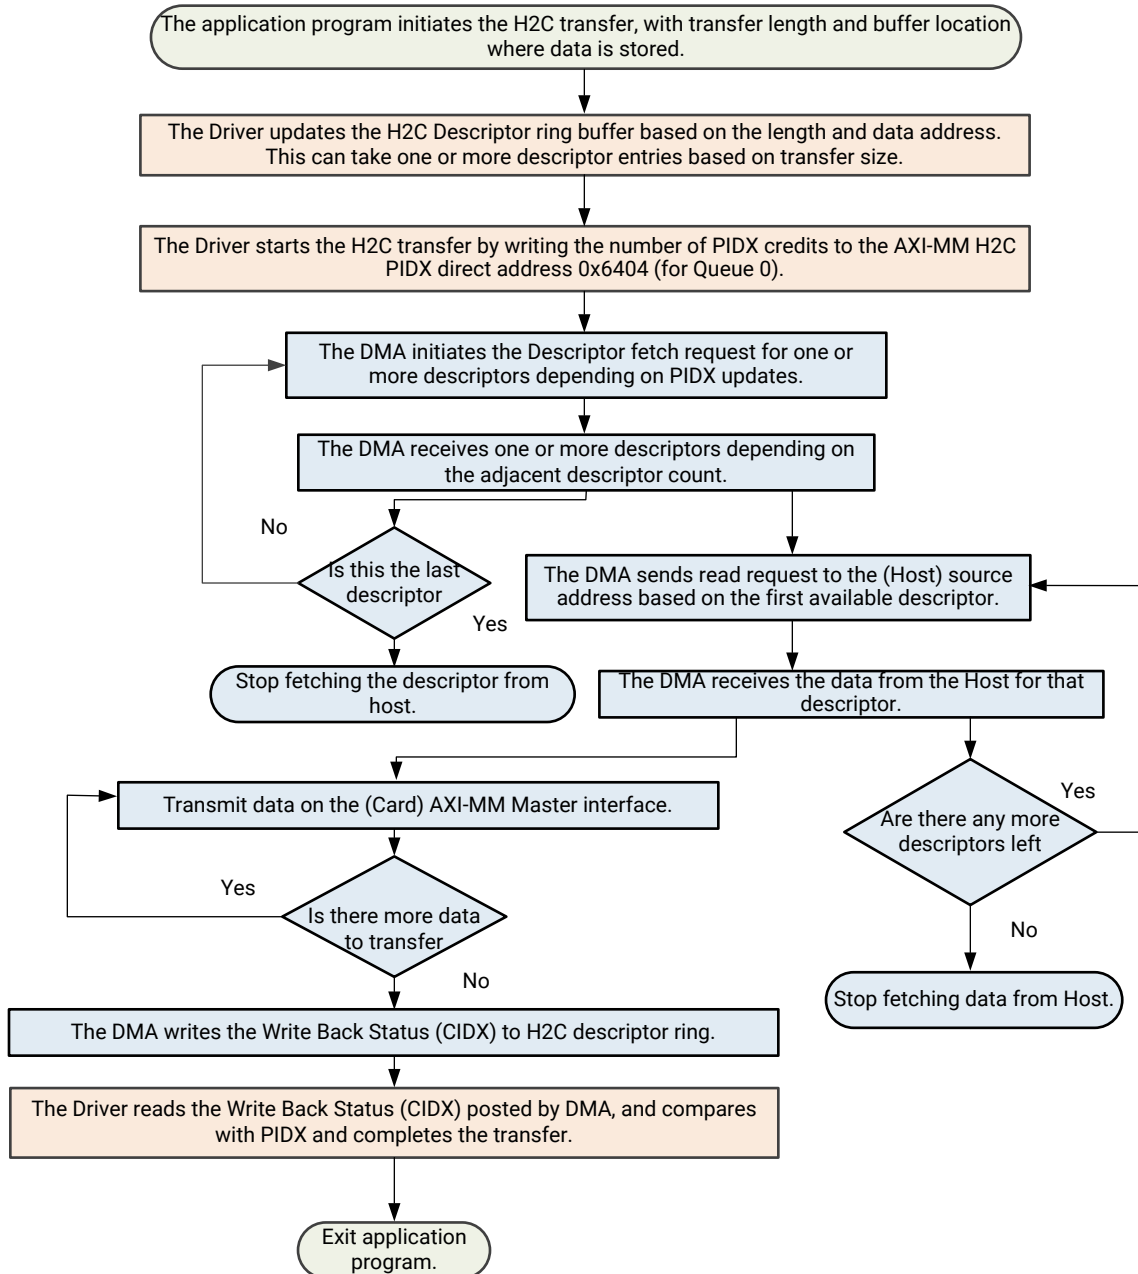 The application program initiates the H2C transfer, with transfer length and buffer location
where data is stored.
The Driver updates the H2C Descriptor ring buffer based on the length and data address.
This can take one or more descriptor entries based on transfer size.
The Driver starts the H2C transfer by writing the number of PIDX credits to the AXI-MM H2C
PIDX direct address 0x6404 (for Queue 0).
The DMA initiates the Descriptor fetch request for one or
more descriptors depending on PIDX updates.
The DMA receives one or more descriptors depending on
the adjacent descriptor count.
No
Is this the last
descriptor
Yes
Stop fetching the descriptor from
host.
The DMA sends read request to the (Host) source
address based on the first available descriptor.
The DMA receives the data from the Host for that
descriptor.
Transmit data on the (Card) AXI-MM Master interface.
Yes
Is there more data
to transfer
No
Yes
Are there any more
descriptors left
No
Stop fetching data from Host.
The DMA writes the Write Back Status (CIDX) to H2C descriptor ring.
The Driver reads the Write Back Status (CIDX) posted by DMA, and compares
with PIDX and completes the transfer.
Exit application
program.